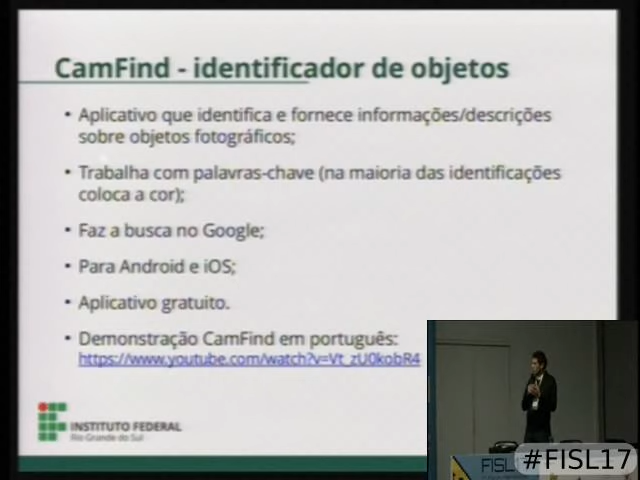 CamFind - identificador de objetos
• Aplicativo que identifica e fornece informações/descrições
sobre objetos fotográficos;
• Trabalha com palavras-chave (na maioria das identificações
coloca a cor);
• Faz a busca no Google;
• Para Android e iOS;
• Aplicativo gratuito.
• Demonstração CamFind em português:
https://www.youtube.com/watch?v=Vt_zU0kobR4
INSTITUTO FEDERAL
Rio Grande do Sul
FISL
#FISL17